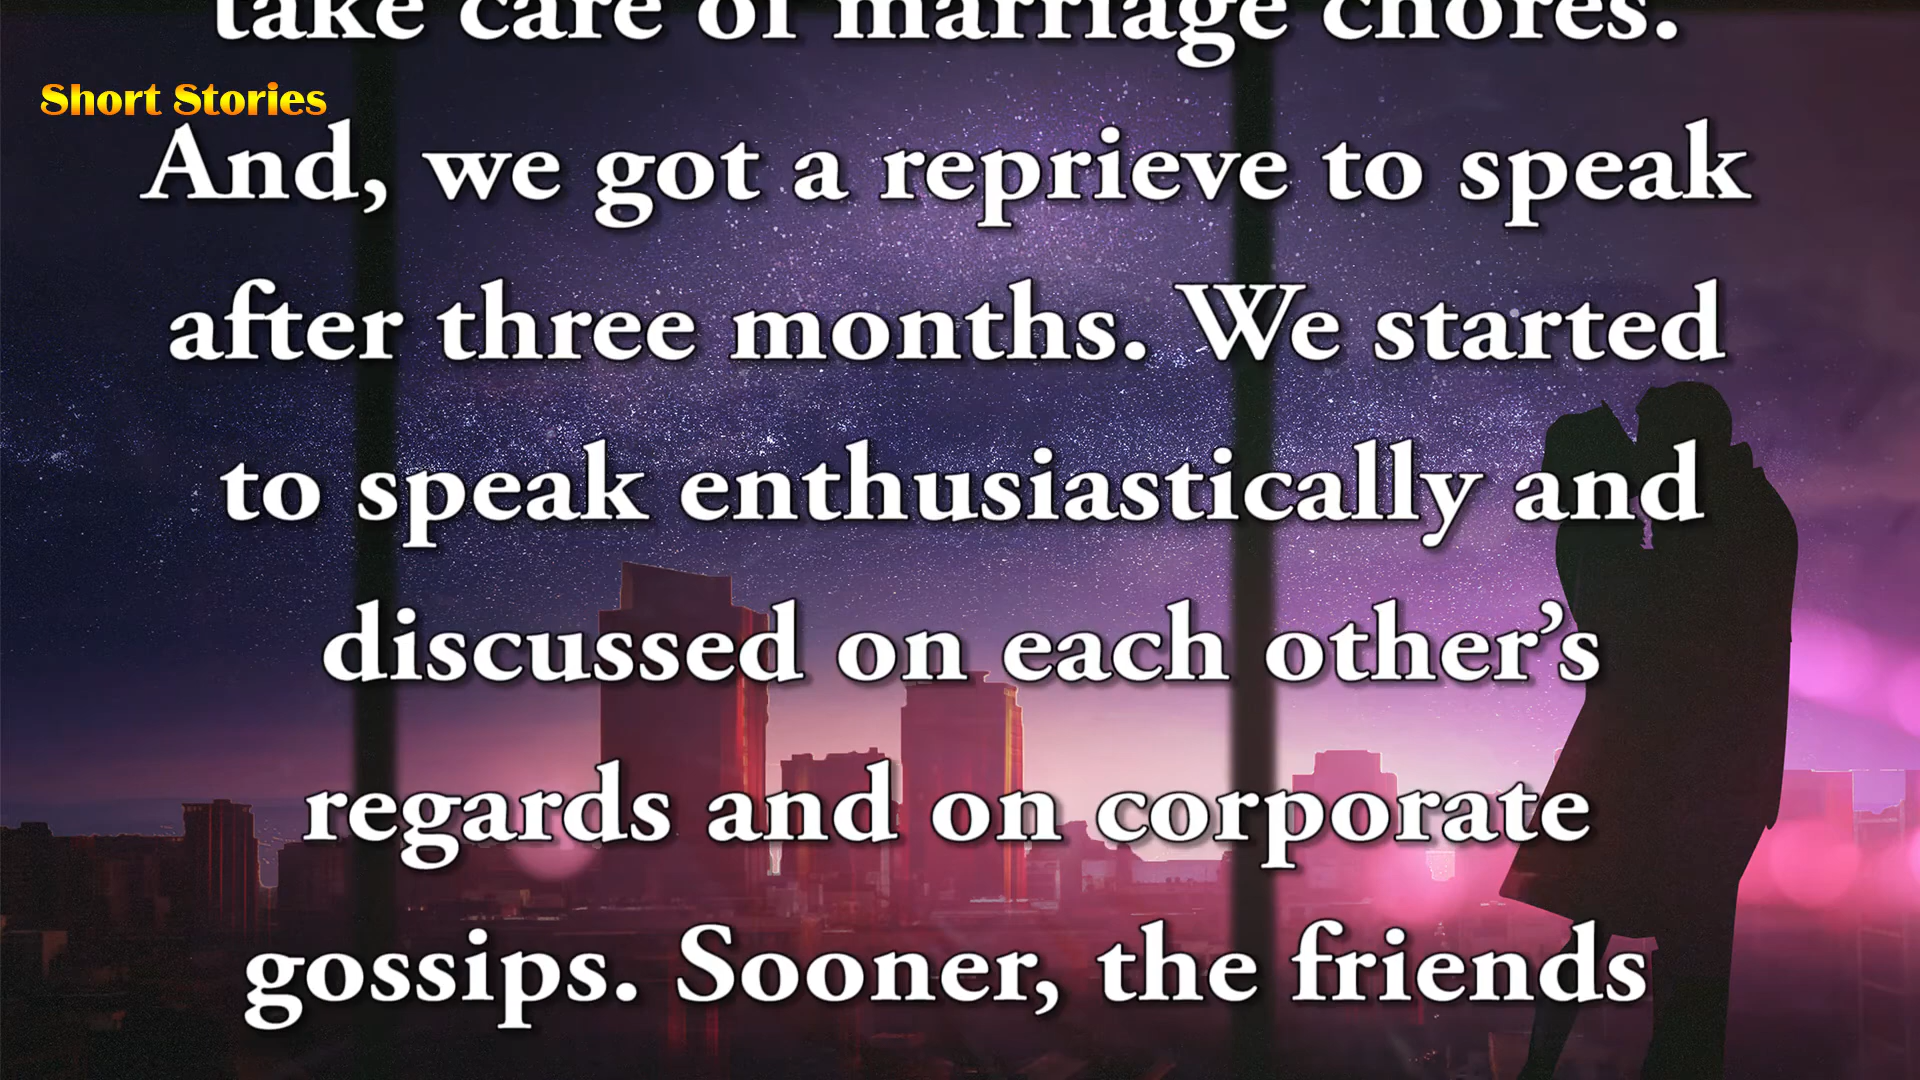 take care of marriage chores.
Short Stories
And, we got a reprieve to speak
after three months. We started
to speak enthusiastically and
discussed on each other’s
regards and on corporate
gossips. Sooner, the friends